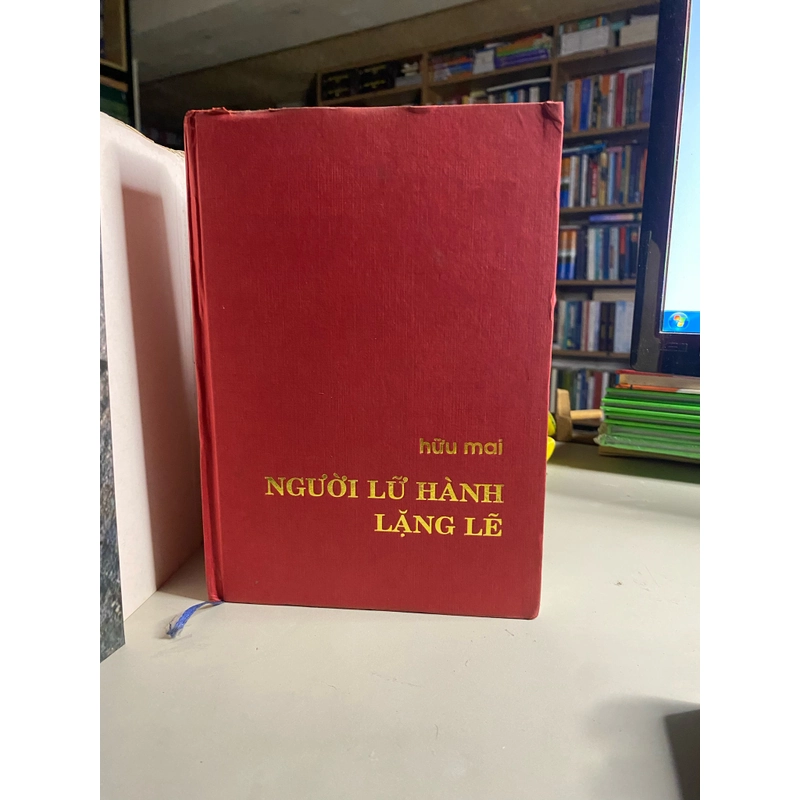 hữu mai
NGƯỜI LỮ HÀNH
LẶNG LẼ